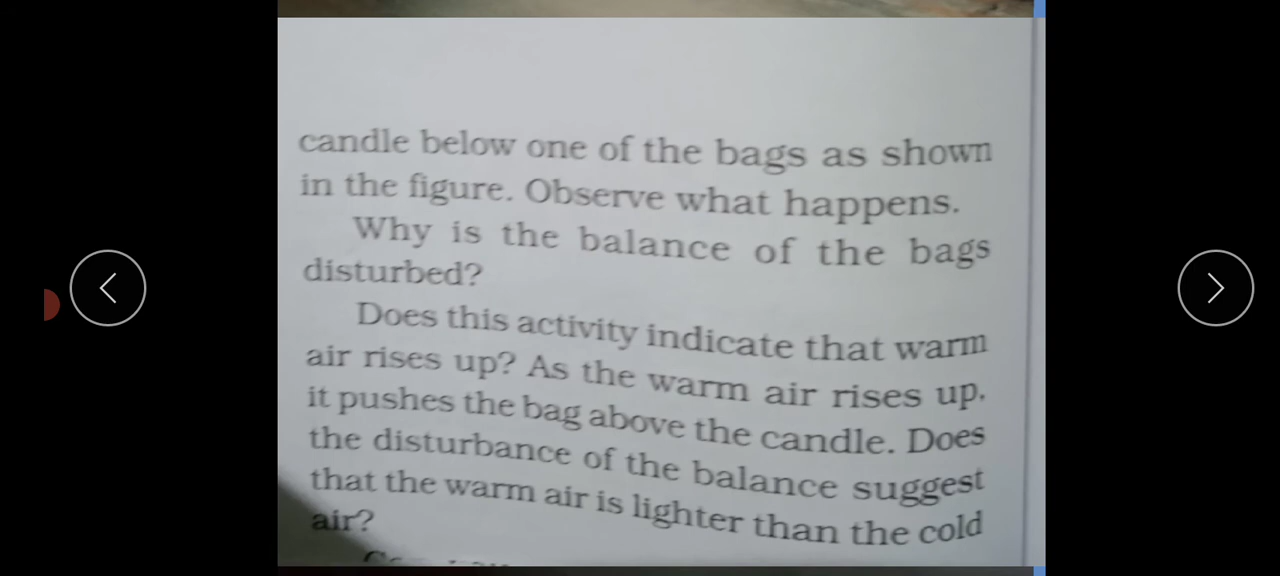 candle below one of the bags as shown
in the figure. Observe what happens.
Why is the balance of the bags
disturbed?
Does this activity indicate that warm
air rises up? As the warm air rises up,
it pushes the bag above the candle. Does
the disturbance of the balance suggest
that the warm air is lighter than the cold
air?